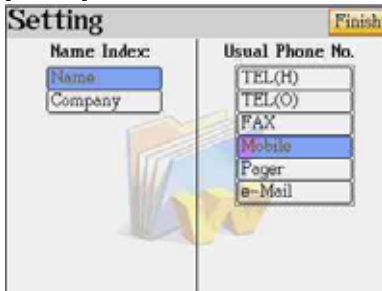 Setting
Finish
Name Index:
Name
Company
Usual Phone No.
TEL(H)
TEL(O)
FAX
Mobile
Pager
e-Mail